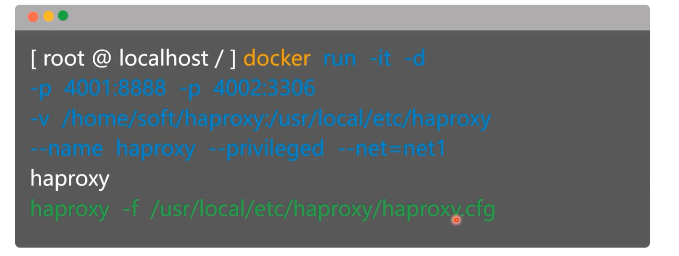 [ root @ localhost / ] docker run -it -d
-p 4001:8888 -p 4002:3306
-v /home/soft/haproxy:/usr/local/etc/haproxy
--name haproxy --privileged --net=net1
haproxy
haproxy -f /usr/local/etc/haproxy/haproxy.cfg